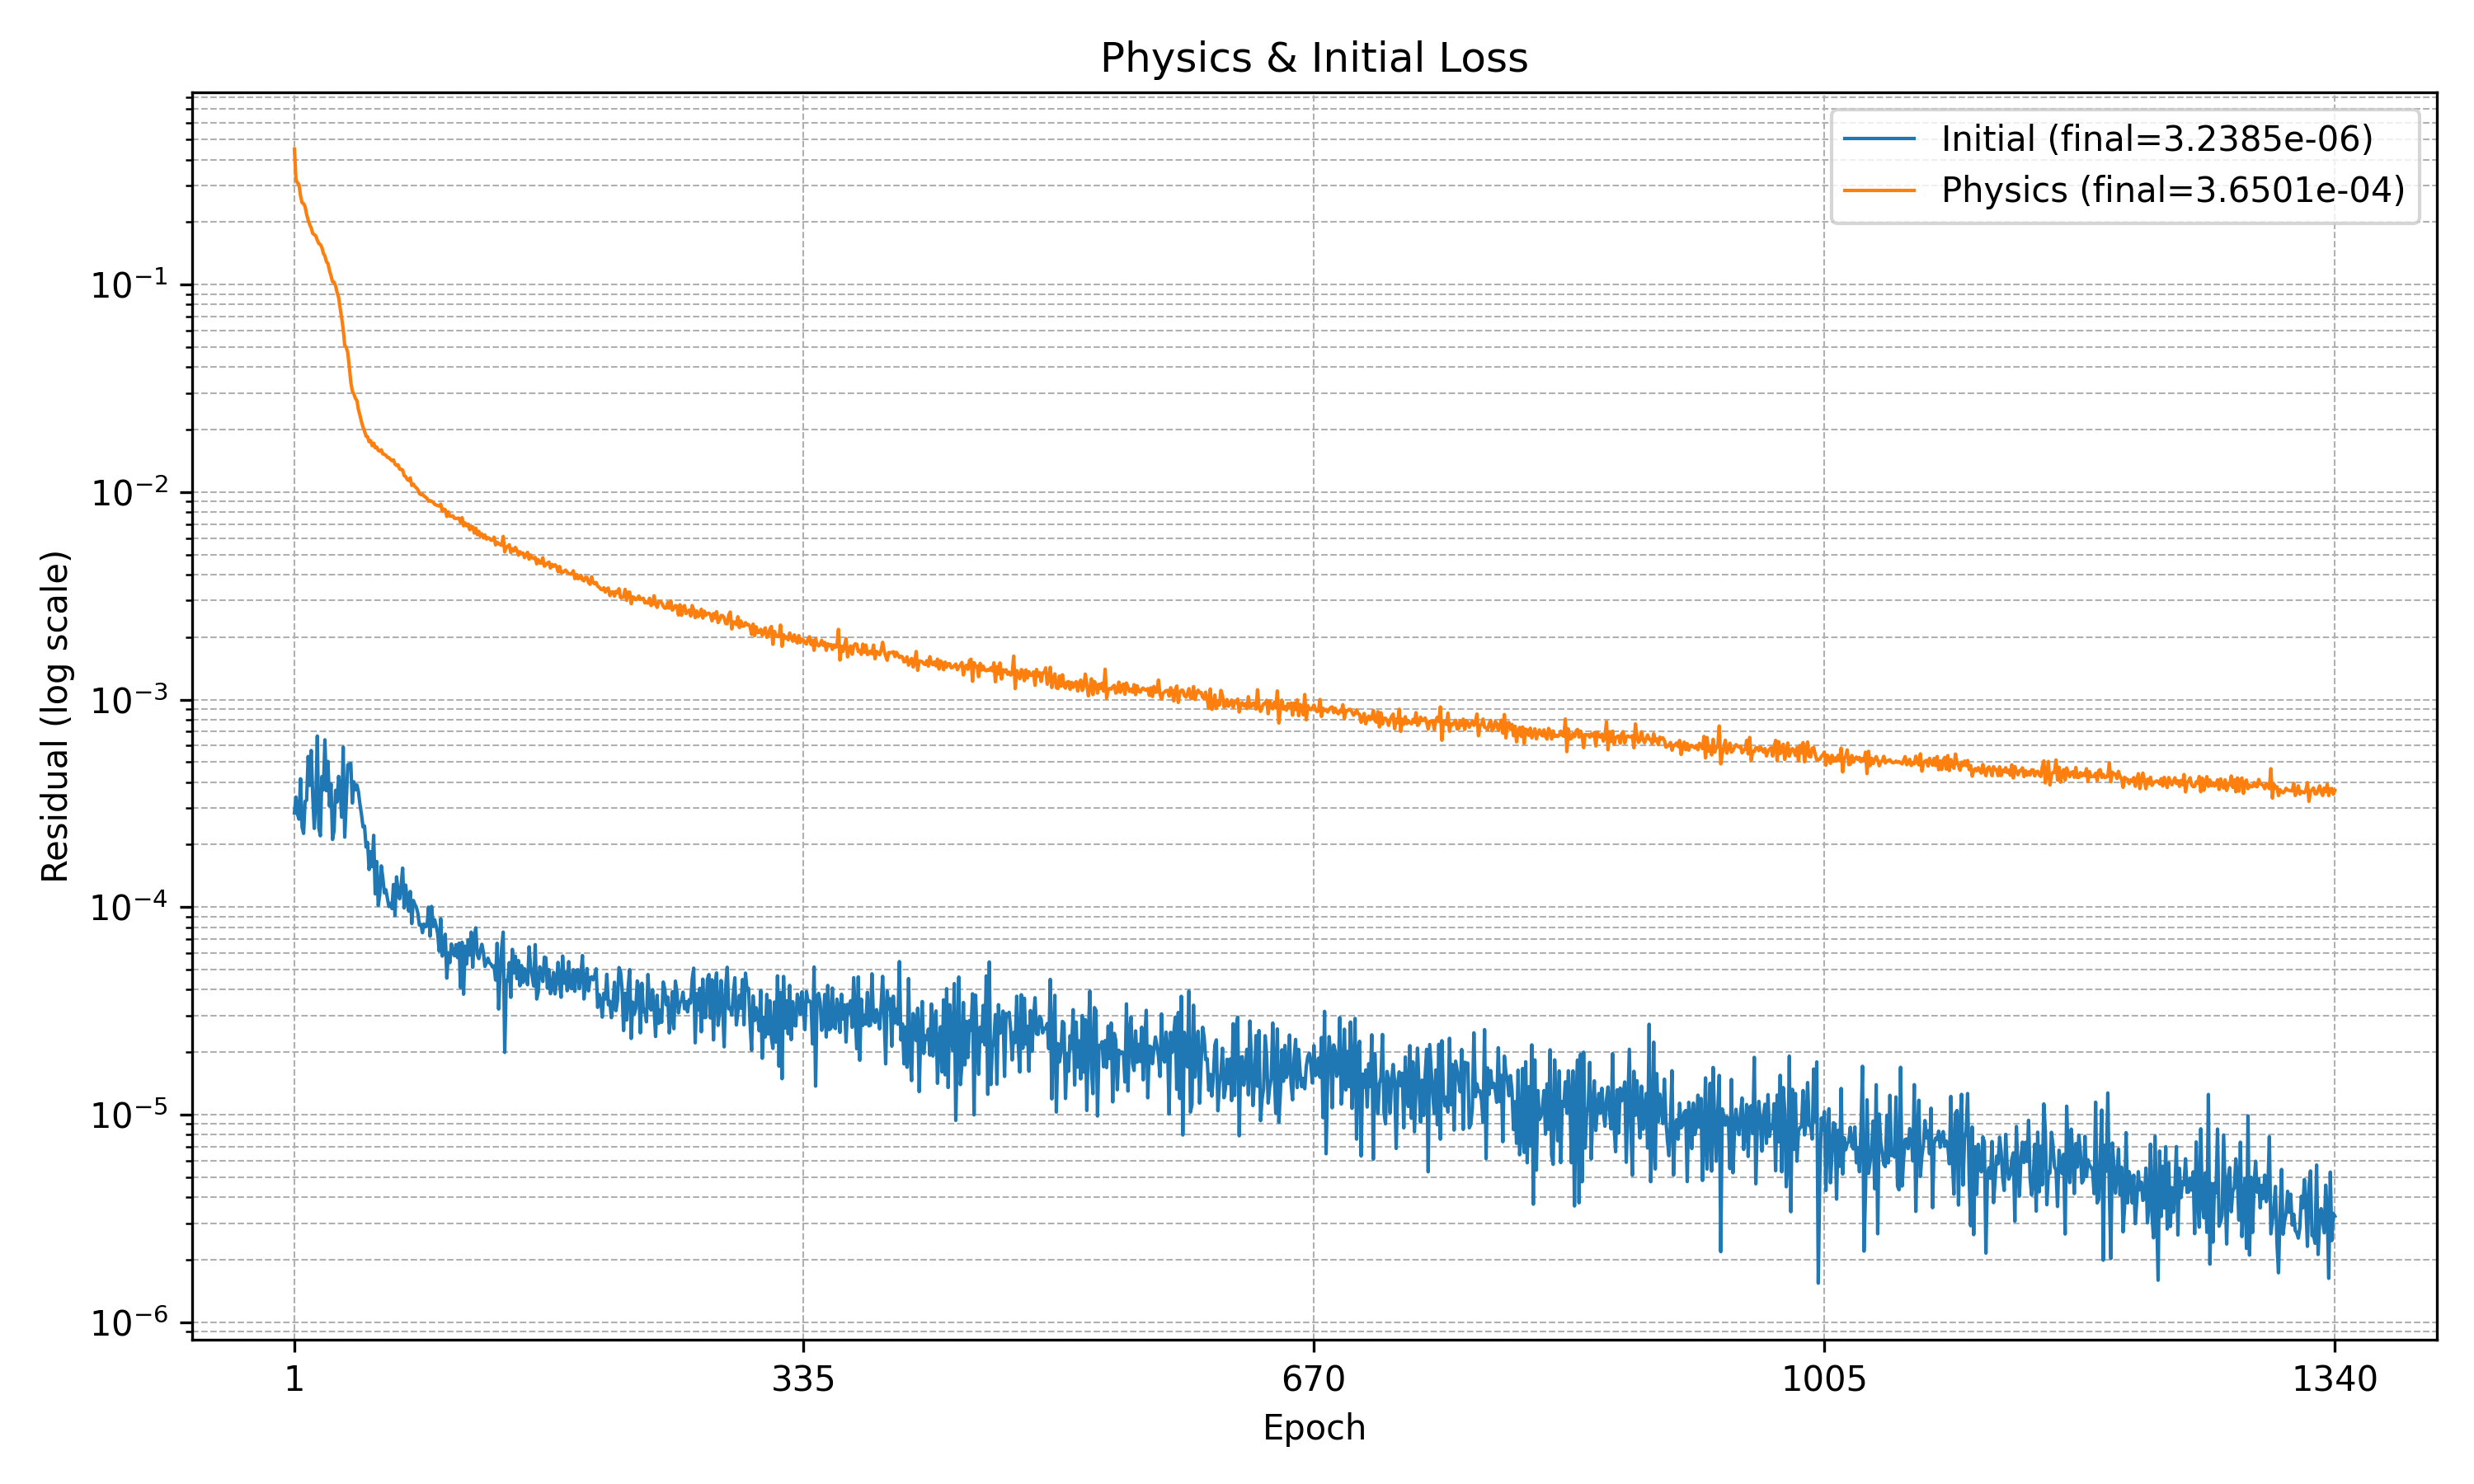 Physics & Initial Loss
Initial (final=3.2385e-06)
Physics (final=3.6501e-04)
Residual (log scale)
10⁻¹
10⁻²
10⁻³
10⁻⁴
10⁻⁵
10⁻⁶
1 335 670 1005 1340
Epoch